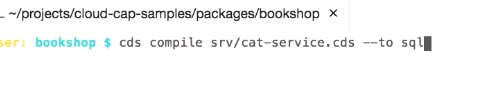 ~/projects/cloud-cap-samples/packages/bookshop ×
ser: bookshop $ cds compile srv/cat-service.cds --to sql